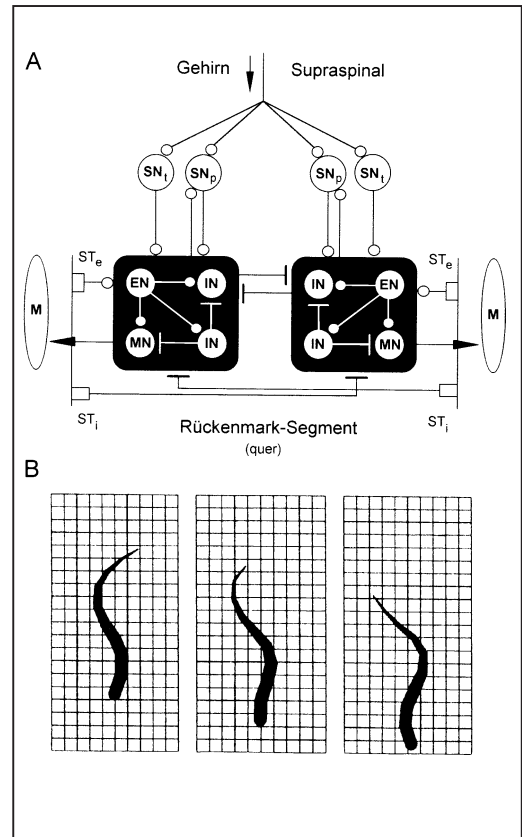 A
Gehirn Supraspinal
SNt SNp SNp SNt
STe STe
EN IN IN EN
M M
MN IN IN MN
STi STi
Rückenmark-Segment
(quer)
B